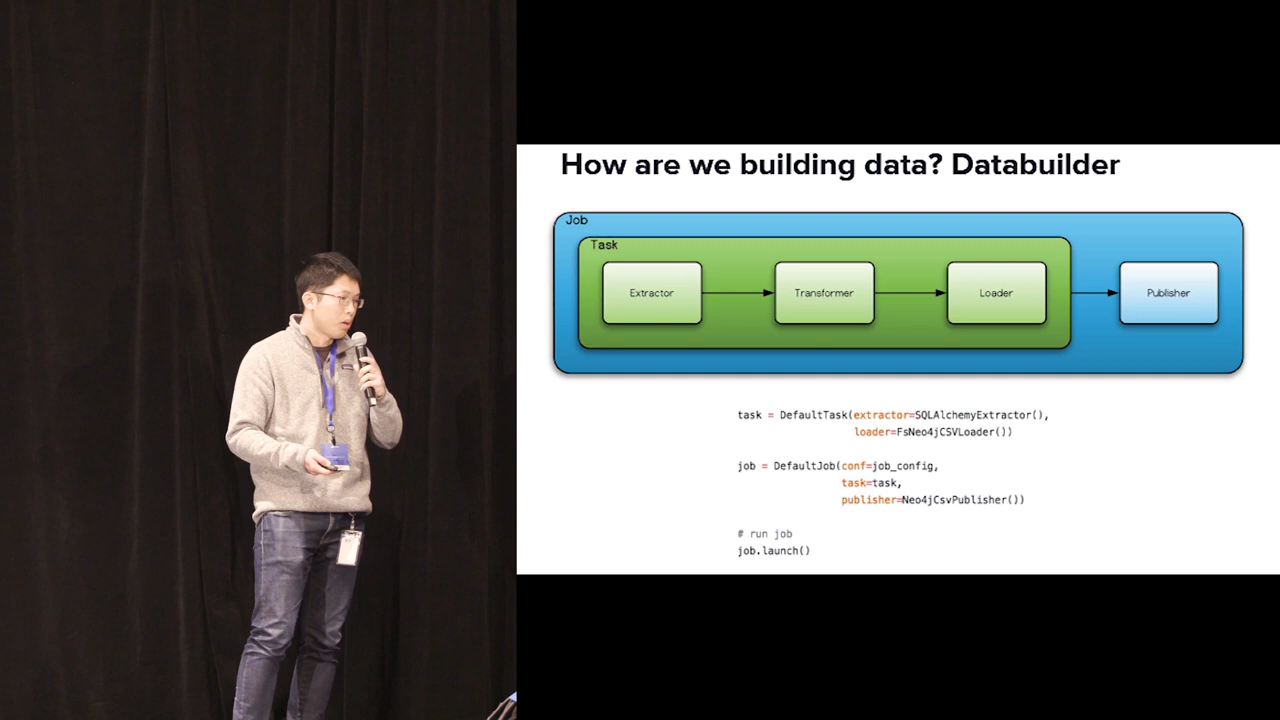 How are we building data? Databuilder
Job
Task
Extractor
Transformer
Loader
Publisher
task = DefaultTask(extractor=SQLAlchemyExtractor(),
loader=FsNeo4jCSVLoader())
job = DefaultJob(conf=job_config,
task=task,
publisher=Neo4jCsvPublisher())
# run job
job.launch()